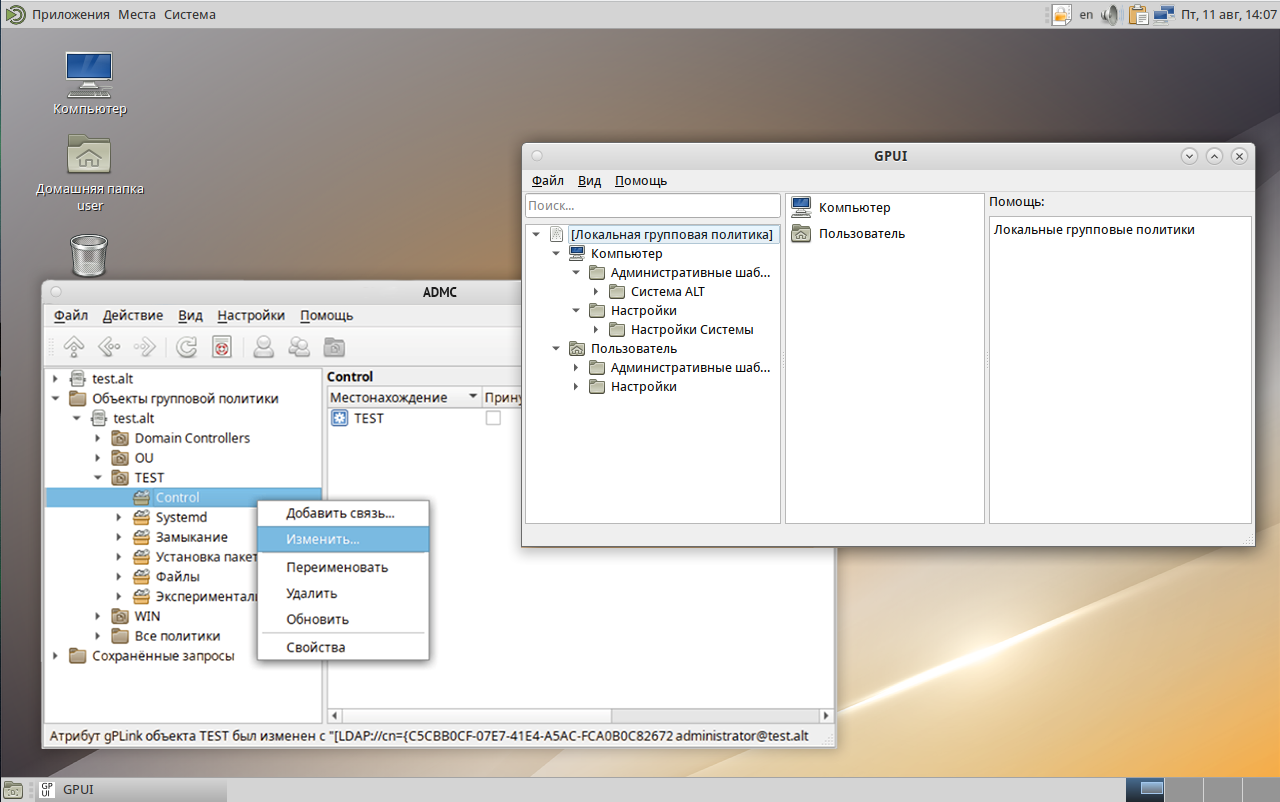 Приложения Места Система
en
Пт, 11 авг, 14:07
Компьютер
Домашняя папка
user
GPUI
Файл Вид Помощь
Поиск...
[Локальная групповая политика]
Компьютер
Административные шаб...
Система ALT
Настройки
Настройки Системы
Пользователь
Административные шаб...
Настройки
Компьютер
Пользователь
Помощь:
Локальные групповые политики
ADMC
Файл Действие Вид Настройки Помощь
test.alt
Объекты групповой политики
test.alt
Domain Controllers
OU
TEST
Control
Systemd
Замыкание
Установка пакет
Файлы
Эксперименталь
WIN
Все политики
Сохранённые запросы
Control
Местонахождение Прину
TEST
Добавить связь...
Изменить...
Переименовать
Удалить
Обновить
Свойства
Атрибут gPLink объекта TEST был изменен с "[LDAP://cn={C5CBB0CF-07E7-41E4-A5AC-FCA0B0C82672 administrator@test.alt
GP
UI
GPUI